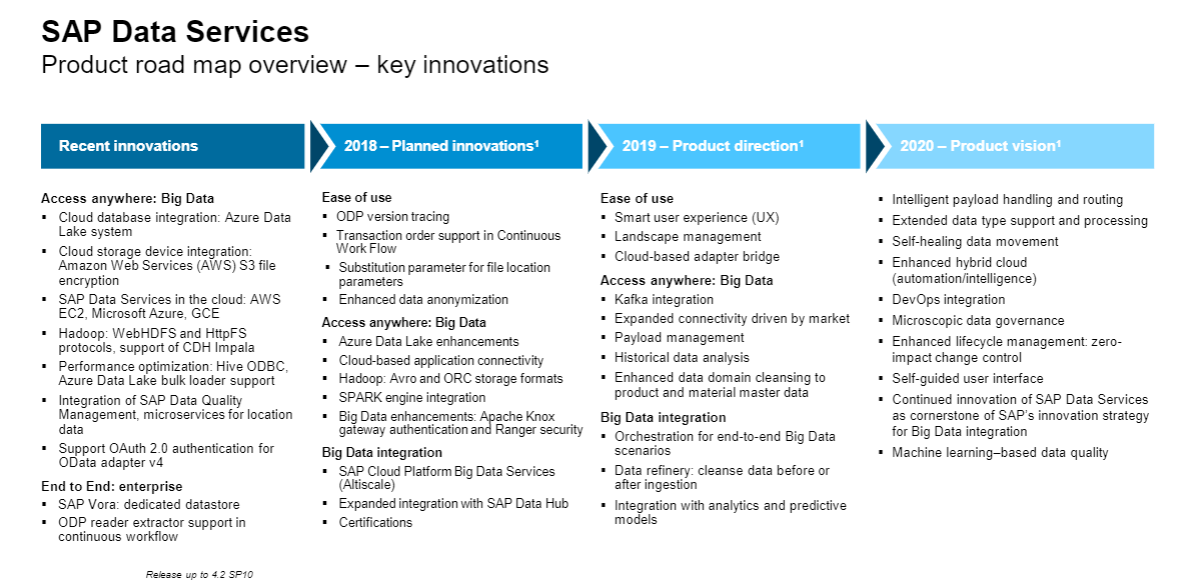 SAP Data Services
Product road map overview – key innovations
Recent innovations
Access anywhere: Big Data
▪ Cloud database integration: Azure Data
Lake system
▪ Cloud storage device integration:
Amazon Web Services (AWS) S3 file
encryption
▪ SAP Data Services in the cloud: AWS
EC2, Microsoft Azure, GCE
▪ Hadoop: WebHDFS and HttpFS
protocols, support of CDH Impala
▪ Performance optimization: Hive ODBC,
Azure Data Lake bulk loader support
▪ Integration of SAP Data Quality
Management, microservices for location
data
▪ Support OAuth 2.0 authentication for
OData adapter v4
End to End: enterprise
▪ SAP Vora: dedicated datastore
▪ ODP reader extractor support in
continuous workflow
Release up to 4.2 SP10
2018 – Planned innovations¹
Ease of use
▪ ODP version tracing
▪ Transaction order support in Continuous
Work Flow
▪ Substitution parameter for file location
parameters
▪ Enhanced data anonymization
Access anywhere: Big Data
▪ Azure Data Lake enhancements
▪ Cloud-based application connectivity
▪ Hadoop: Avro and ORC storage formats
▪ SPARK engine integration
▪ Big Data enhancements: Apache Knox
gateway authentication and Ranger security
Big Data integration
▪ SAP Cloud Platform Big Data Services
(Altiscale)
▪ Expanded integration with SAP Data Hub
▪ Certifications
2019 – Product direction¹
Ease of use
▪ Smart user experience (UX)
▪ Landscape management
▪ Cloud-based adapter bridge
Access anywhere: Big Data
▪ Kafka integration
▪ Expanded connectivity driven by market
▪ Payload management
▪ Historical data analysis
▪ Enhanced data domain cleansing to
product and material master data
Big Data integration
▪ Orchestration for end-to-end Big Data
scenarios
▪ Data refinery: cleanse data before or
after ingestion
▪ Integration with analytics and predictive
models
2020 – Product vision¹
▪ Intelligent payload handling and routing
▪ Extended data type support and processing
▪ Self-healing data movement
▪ Enhanced hybrid cloud
(automation/intelligence)
▪ DevOps integration
▪ Microscopic data governance
▪ Enhanced lifecycle management: zero-
impact change control
▪ Self-guided user interface
▪ Continued innovation of SAP Data Services
as cornerstone of SAP's innovation strategy
for Big Data integration
▪ Machine learning–based data quality